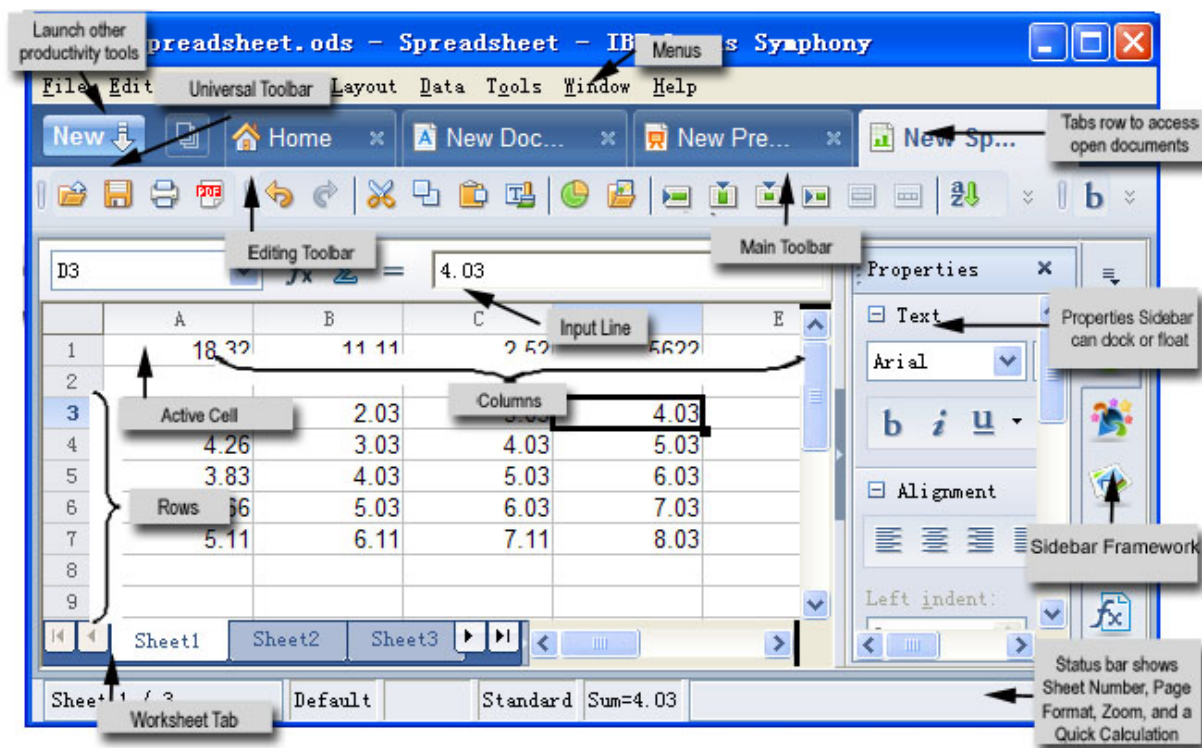 Launch other
productivity tools
preadsheet.ods - Spreadsheet - IB
s Symphony
Menus
File Edit Layout Data Tools Window Help
Universal Toolbar
New Home New Doc... New Pre... New Sp...
Tabs row to access
open documents
PDF
b
Editing Toolbar
Main Toolbar
D3 fx Σ = 4.03
Input Line
Properties
Text
Properties Sidebar
can dock or float
Arial
b i u
A B C E
1 18.32 11.11 2.52 5622
2
Columns
Active Cell
3 2.03 4.03
4 4.26 3.03 4.03 5.03
5 3.83 4.03 5.03 6.03
6 66 5.03 6.03 7.03
7 5.11 6.11 7.11 8.03
8
9
Rows
Alignment
Sidebar Framework
Left indent:
fx
Sheet1 Sheet2 Sheet3
Worksheet Tab
Default Standard Sum=4.03
Status bar shows
Sheet Number, Page
Format, Zoom, and a
Quick Calculation